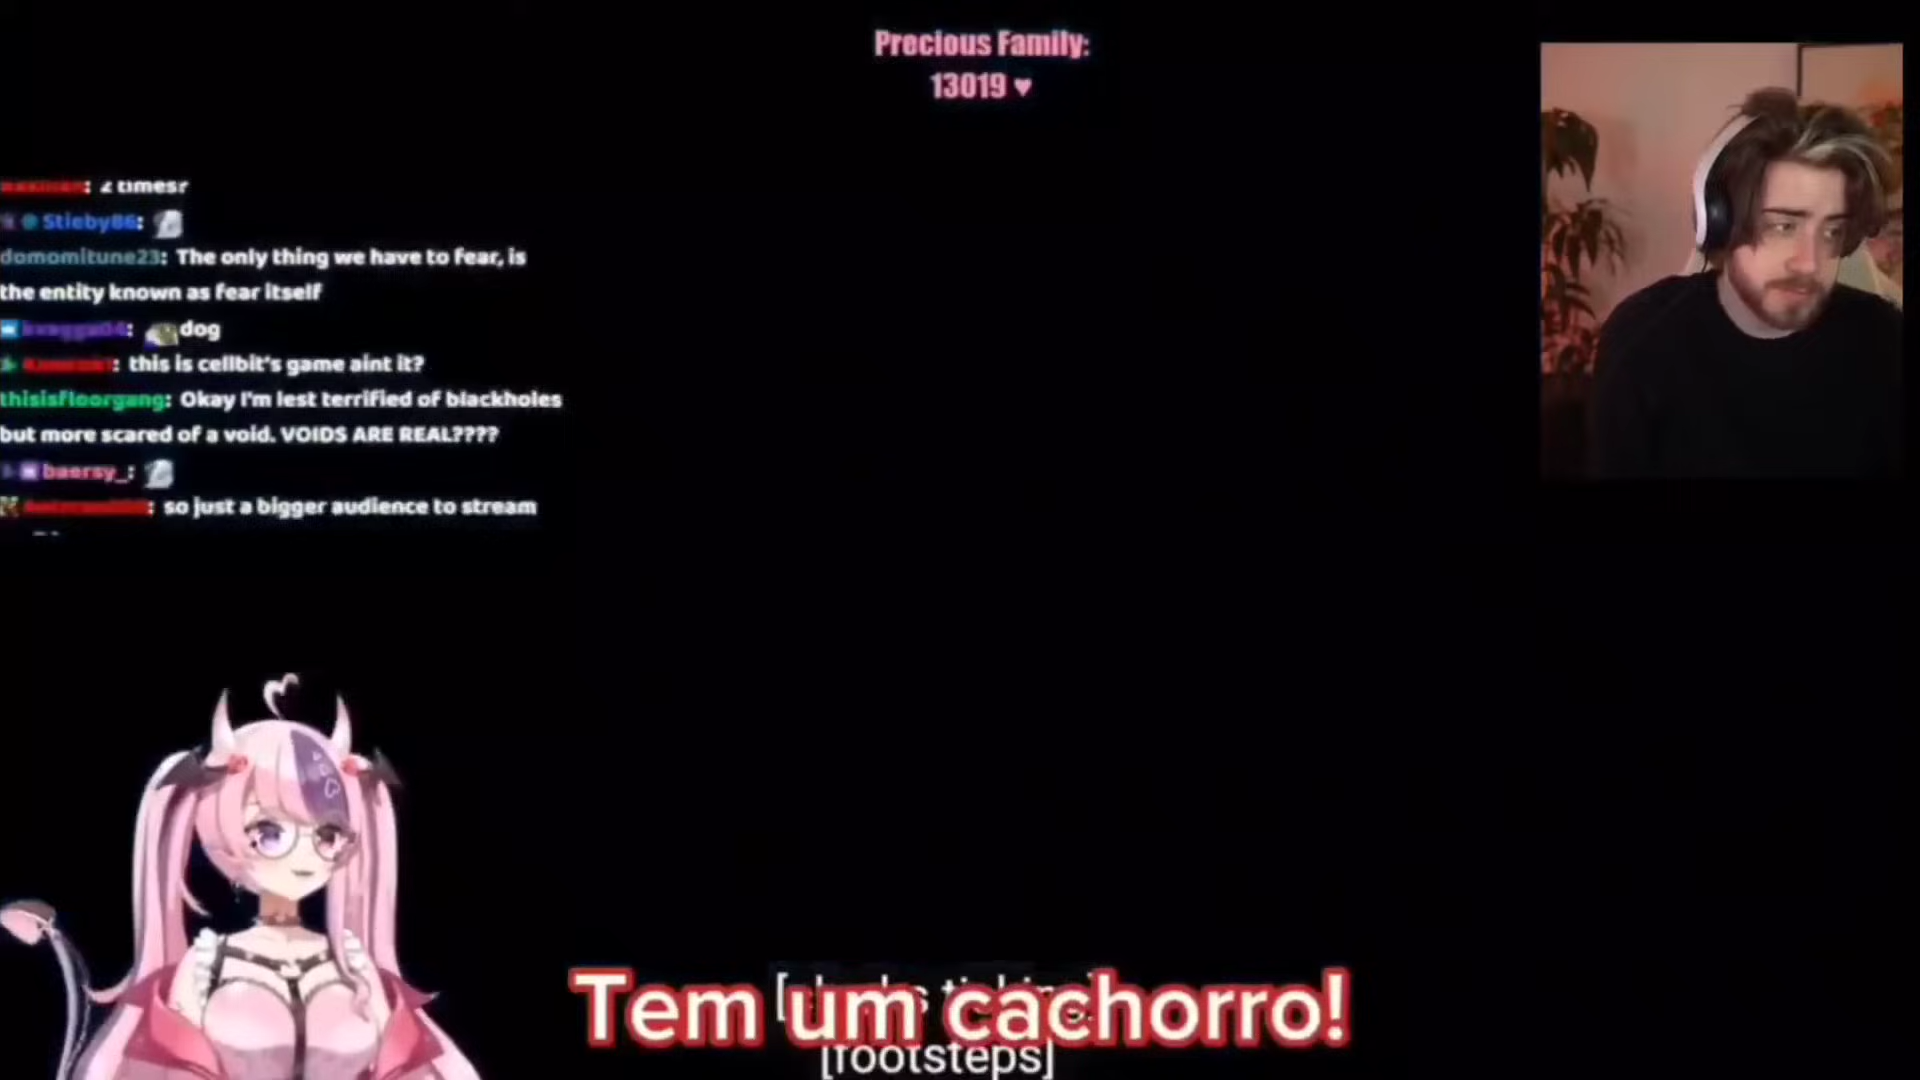 Precious Family:
13019 ♥
: 2 times?
Stieby86:
domomitune23: The only thing we have to fear, is
the entity known as fear itself
: dog
: this is cellbit's game aint it?
thisisfloorgang: Okay I'm lest terrified of blackholes
but more scared of a void. VOIDS ARE REAL????
baersy_:
: so just a bigger audience to stream
Tem um cachorro!
[footsteps]